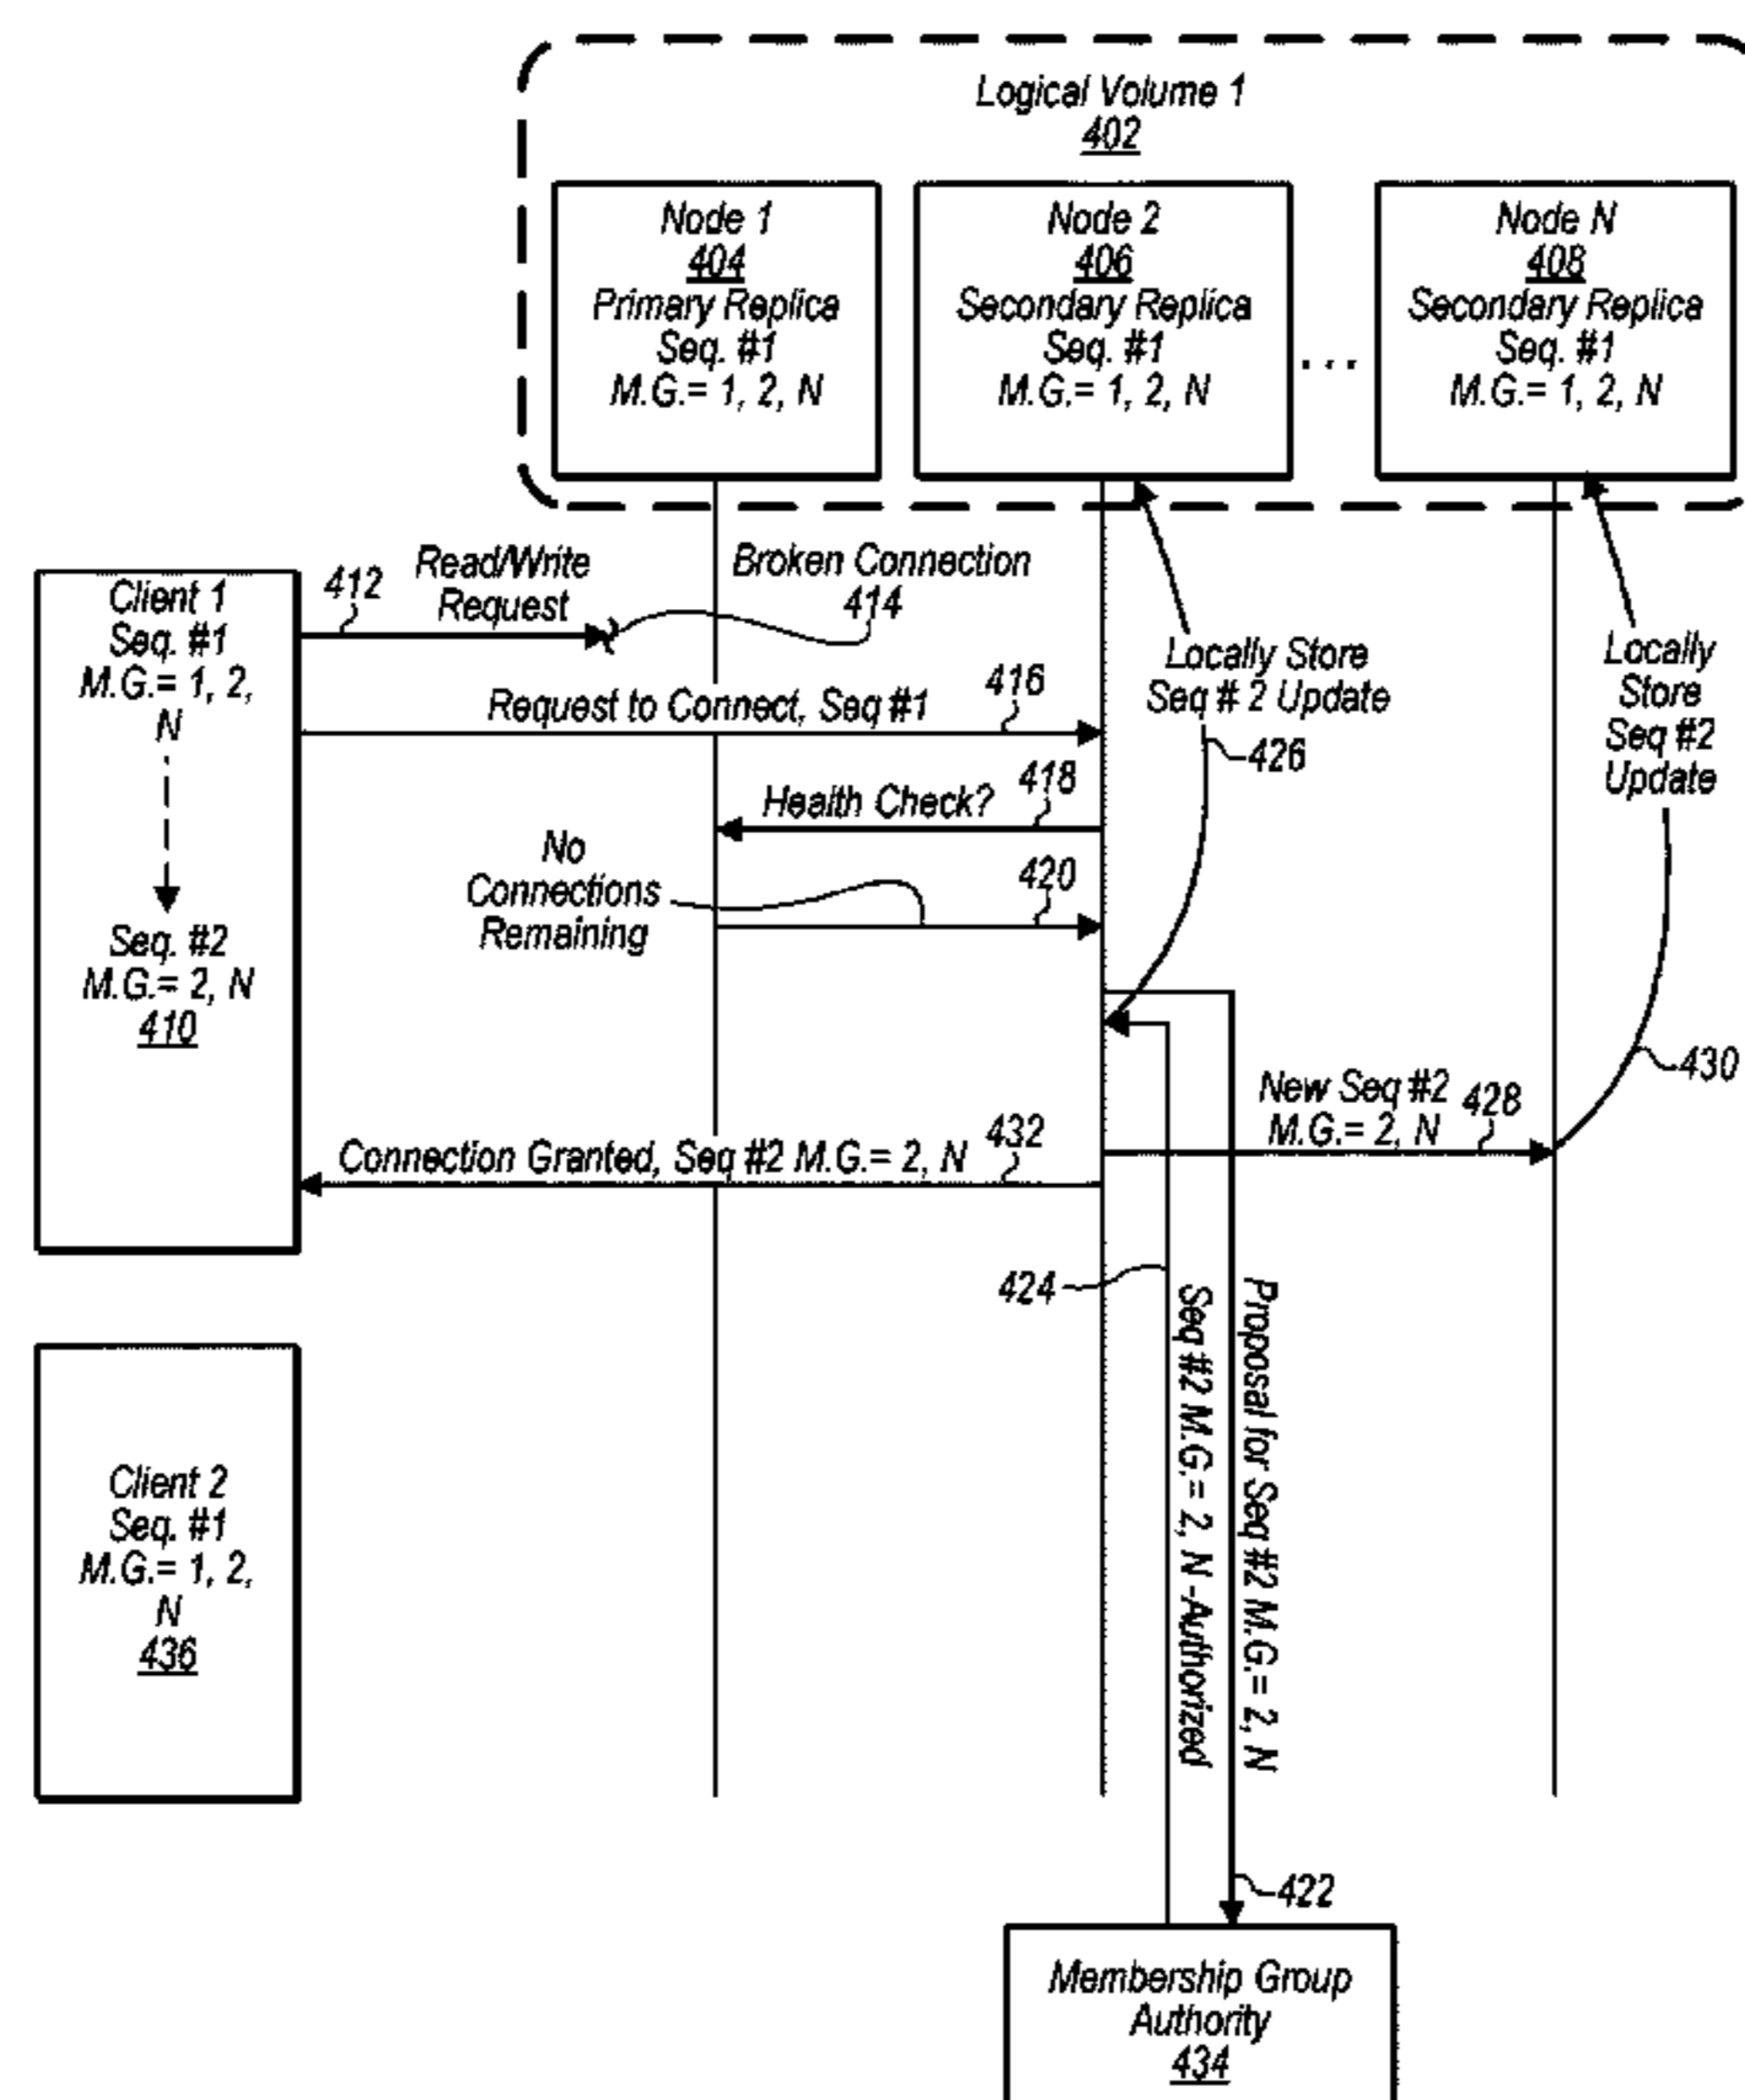 Logical Volume 1
402
Node 1
404
Primary Replica
Seq. #1
M.G.= 1, 2, N
Node 2
406
Secondary Replica
Seq. #1
M.G.= 1, 2, N
...
Node N
408
Secondary Replica
Seq. #1
M.G.= 1, 2, N
Client 1
Seq. #1
M.G.= 1, 2,
N
Seq. #2
M.G.= 2, N
410
412
Read/Write
Request
Broken Connection
414
Request to Connect, Seq #1
416
Health Check?
418
No
Connections
Remaining
420
Locally Store
Seq # 2 Update
426
Locally
Store
Seq #2
Update
430
New Seq #2
M.G.= 2, N
428
Connection Granted, Seq #2 M.G.= 2, N
432
424
Seq #2 M.G.= 2, N -Authorized
Proposal for Seq #2 M.G.= 2, N
422
Client 2
Seq. #1
M.G.= 1, 2,
N
436
Membership Group
Authority
434